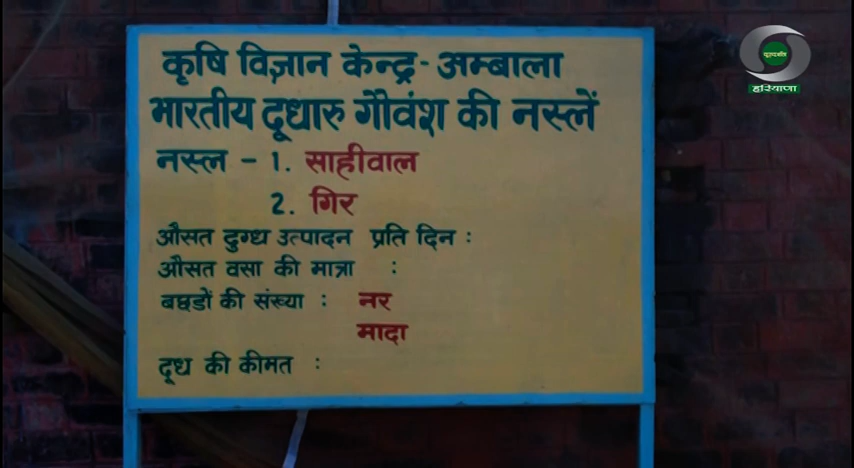 कृषि विज्ञान केन्द्र - अम्बाला
भारतीय दूधारु गौवंश की नस्लें
नस्ल - 1. साहीवाल
2. गिर
औसत दुग्ध उत्पादन प्रति दिन :
औसत वसा की मात्रा :
बछडों की संख्या : नर
मादा
दूध की कीमत :
दूरदर्शन
हरियाणा